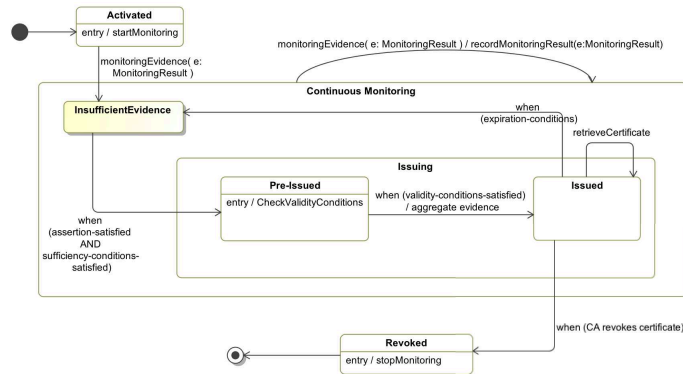 Activated
entry / startMonitoring
monitoringEvidence( e:
MonitoringResult )
monitoringEvidence( e: MonitoringResult ) / recordMonitoringResult(e:MonitoringResult)
Continuous Monitoring
InsufficientEvidence
when
(expiration-conditions)
retrieveCertificate
Issuing
Pre-Issued
entry / CheckValidityConditions
when (validity-conditions-satisfied)
/ aggregate evidence
Issued
when
(assertion-satisfied
AND
sufficiency-conditions-
satisfied)
when (CA revokes certificate)
Revoked
entry / stopMonitoring